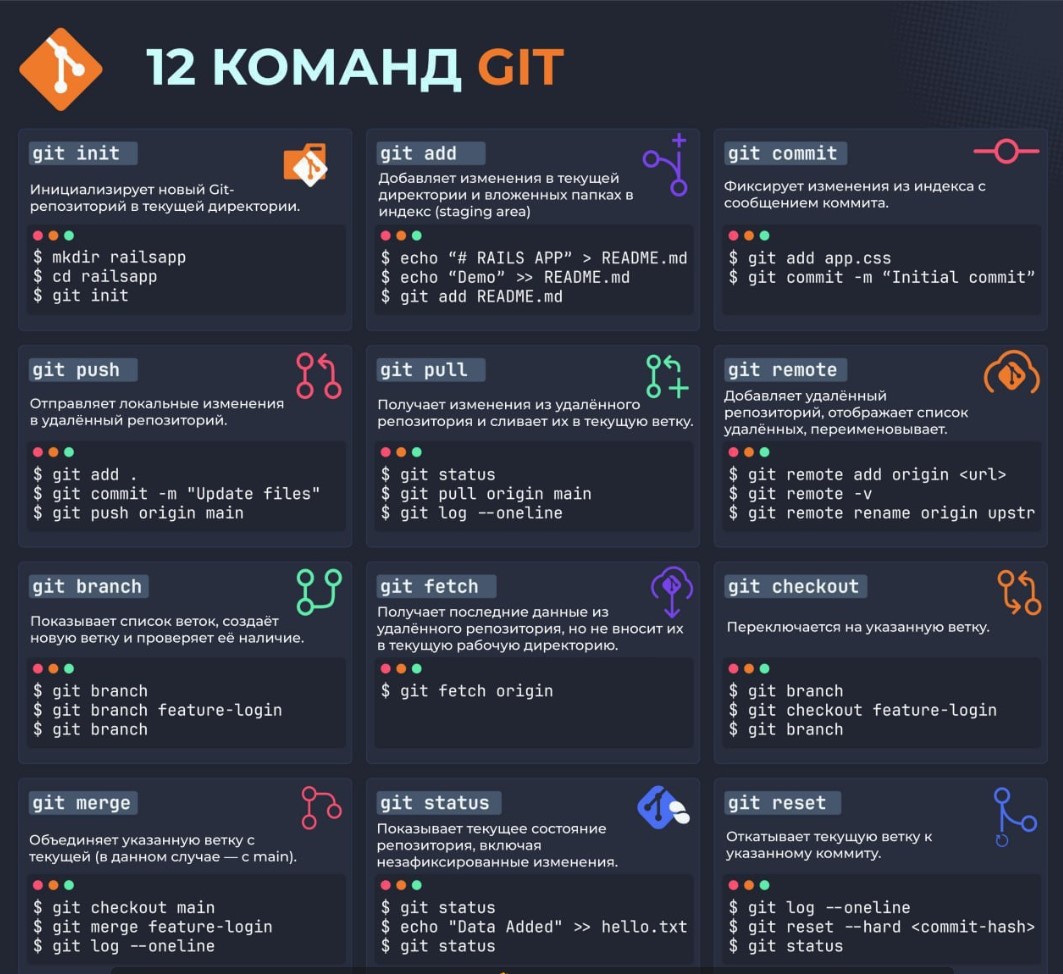 12 КОМАНД GIT
git init
Инициализирует новый Git-
репозиторий в текущей директории.
$ mkdir railsapp
$ cd railsapp
$ git init
git add
Добавляет изменения в текущей
директории и вложенных папках в
индекс (staging area)
$ echo “# RAILS APP” > README.md
$ echo “Demo” >> README.md
$ git add README.md
git commit
Фиксирует изменения из индекса с
сообщением коммита.
$ git add app.css
$ git commit -m “Initial commit”
git push
Отправляет локальные изменения
в удалённый репозиторий.
$ git add .
$ git commit -m "Update files"
$ git push origin main
git pull
Получает изменения из удалённого
репозитория и сливает их в текущую ветку.
$ git status
$ git pull origin main
$ git log --oneline
git remote
Добавляет удалённый
репозиторий, отображает список
удалённых, переименовывает.
$ git remote add origin <url>
$ git remote -v
$ git remote rename origin upstr
git branch
Показывает список веток, создаёт
новую ветку и проверяет её наличие.
$ git branch
$ git branch feature-login
$ git branch
git fetch
Получает последние данные из
удалённого репозитория, но не вносит их
в текущую рабочую директорию.
$ git fetch origin
git checkout
Переключается на указанную ветку.
$ git branch
$ git checkout feature-login
$ git branch
git merge
Объединяет указанную ветку с
текущей (в данном случае — с main).
$ git checkout main
$ git merge feature-login
$ git log --oneline
git status
Показывает текущее состояние
репозитория, включая
незафиксированные изменения.
$ git status
$ echo "Data Added" >> hello.txt
$ git status
git reset
Откатывает текущую ветку к
указанному коммиту.
$ git log --oneline
$ git reset --hard <commit-hash>
$ git status